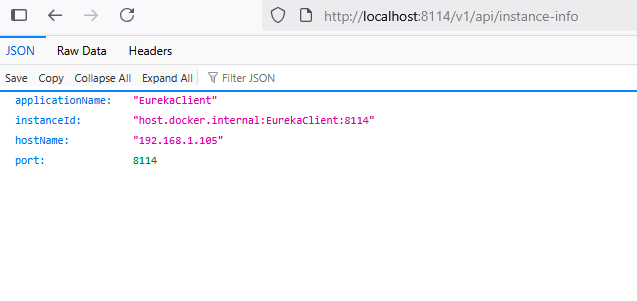 http://localhost:8114/v1/api/instance-info
JSON Raw Data Headers
Save Copy Collapse All Expand All Filter JSON
applicationName: "EurekaClient"
instanceId: "host.docker.internal:EurekaClient:8114"
hostName: "192.168.1.105"
port: 8114